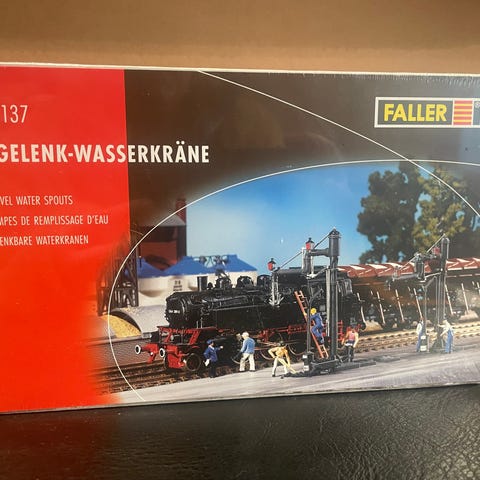 137
FALLER
GELENK-WASSERKRÄNE
VEL WATER SPOUTS
MPES DE REMPLISSAGE D'EAU
ENKBARE WATERKRANEN